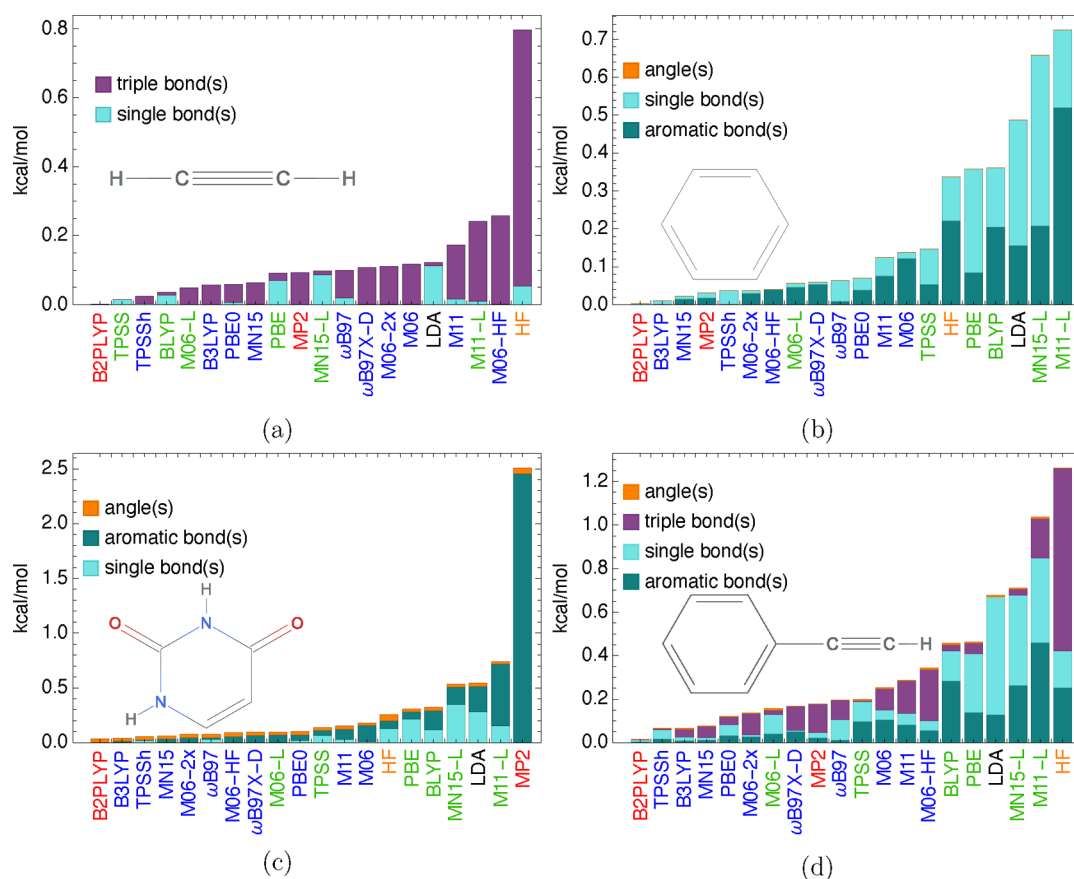 0.8
0.6
0.4
0.2
0.0
kcal/mol
triple bond(s)
single bond(s)
H C C H
B2PLYP
TPSS
TPSSh
BLYP
M06-L
B3LYP
PBE0
MN15
PBE
MP2
MN15-L
ωB97
ωB97X-D
M06-2x
M06
LDA
M11
M11-L
M06-HF
HF
(a)
0.7
0.6
0.5
0.4
0.3
0.2
0.1
0.0
kcal/mol
angle(s)
single bond(s)
aromatic bond(s)
B2PLYP
B3LYP
MN15
MP2
TPSSh
M06-2x
M06-HF
M06-L
ωB97X-D
ωB97
PBE0
M11
M06
TPSS
HF
PBE
BLYP
LDA
MN15-L
M11-L
(b)
2.5
2.0
1.5
1.0
0.5
0.0
kcal/mol
angle(s)
aromatic bond(s)
single bond(s)
H
O N O
N
H
B2PLYP
B3LYP
TPSSh
MN15
M06-2x
ωB97
M06-HF
ωB97X-D
M06-L
PBE0
TPSS
M11
M06
HF
PBE
BLYP
MN15-L
LDA
M11-L
MP2
(c)
1.2
1.0
0.8
0.6
0.4
0.2
0.0
kcal/mol
angle(s)
triple bond(s)
single bond(s)
aromatic bond(s)
C C H
B2PLYP
TPSSh
B3LYP
MN15
PBE0
M06-2x
M06-L
ωB97X-D
MP2
ωB97
TPSS
M06
M11
M06-HF
BLYP
PBE
LDA
MN15-L
M11-L
HF
(d)